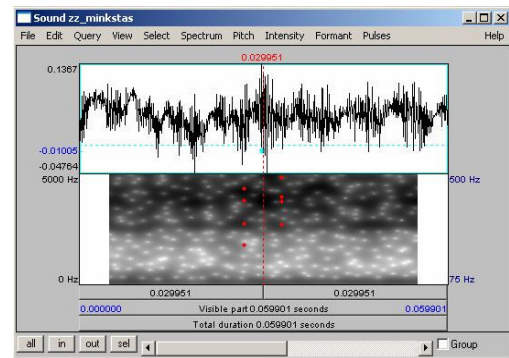 Sound zz_minkstas
File Edit Query View Select Spectrum Pitch Intensity Formant Pulses Help
0.029951
0.1367
-0.01005
-0.04764
5000 Hz 500 Hz
0 Hz 75 Hz
0.029951 0.029951
0.000000 Visible part 0.059901 seconds 0.059901
Total duration 0.059901 seconds
all in out sel Group